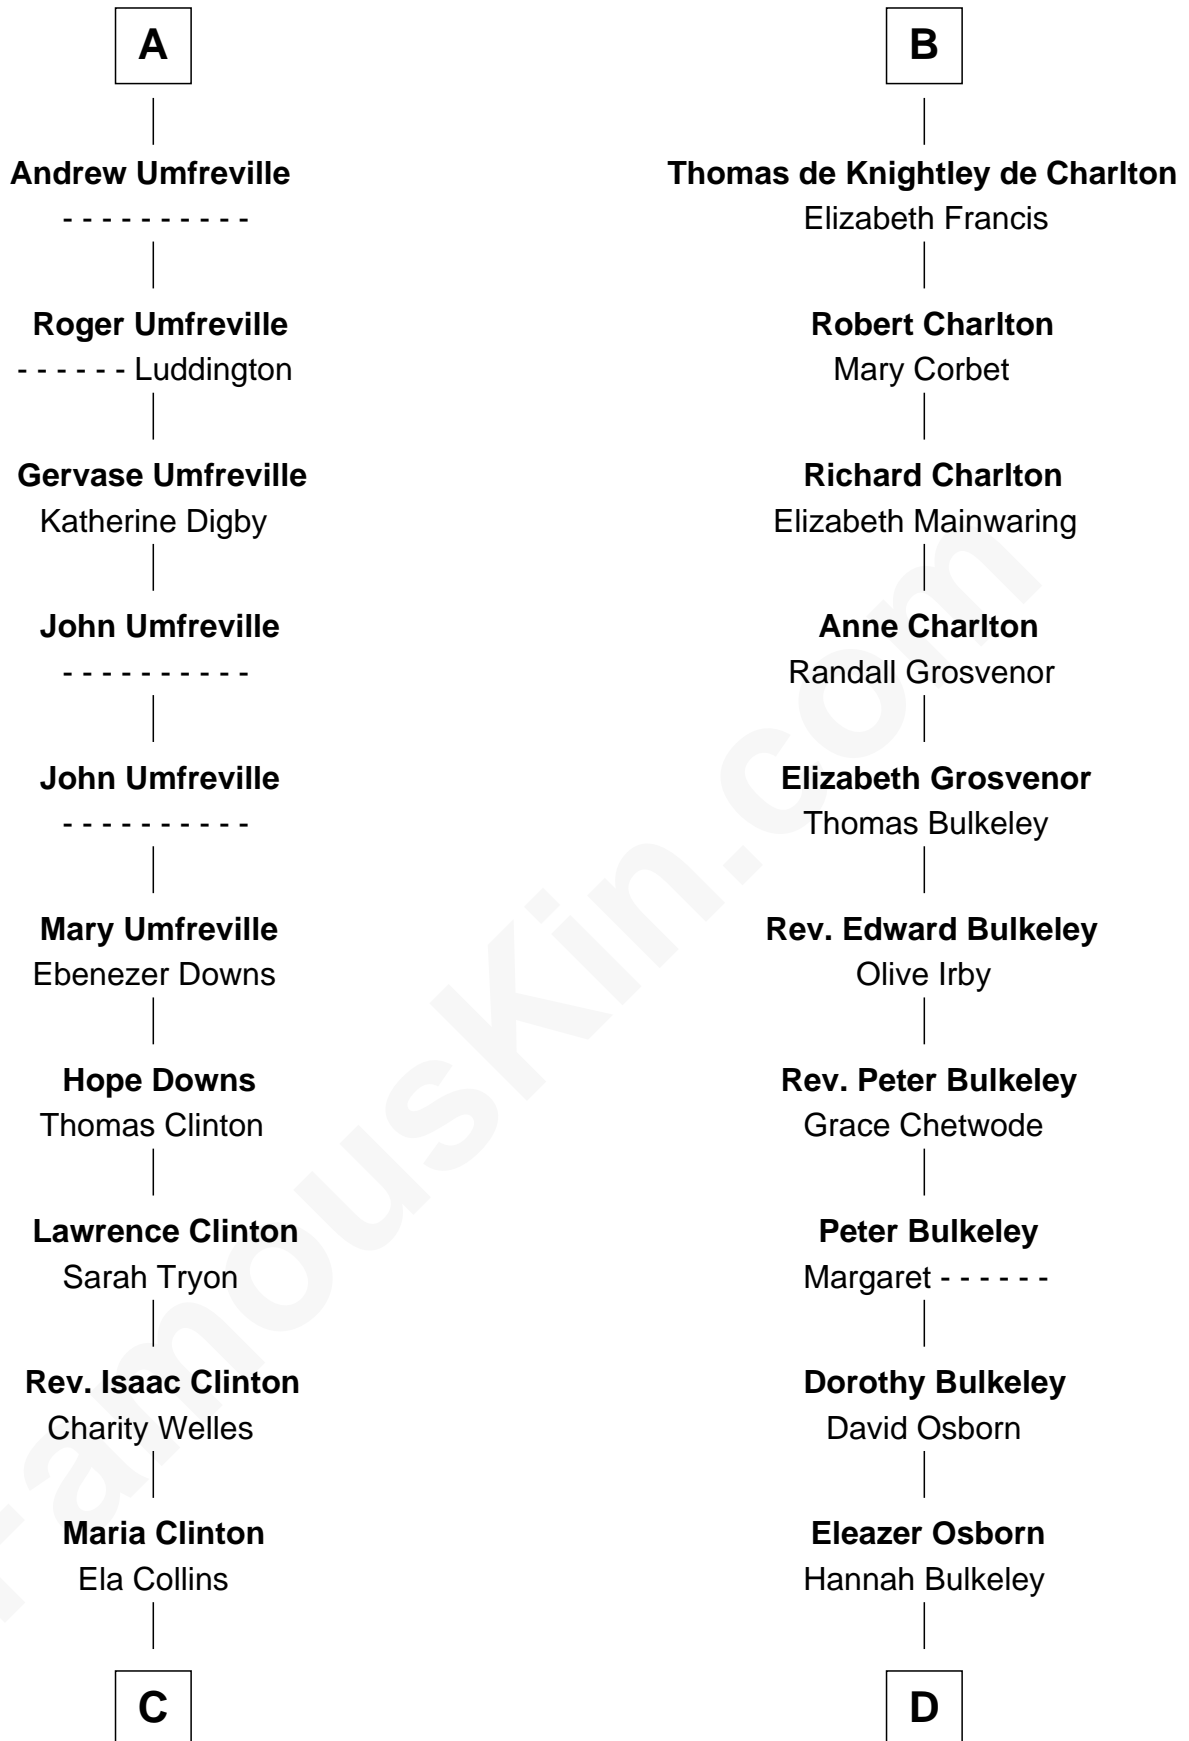 A
Andrew Umfreville
- - - - - - - - - -
Roger Umfreville
- - - - - - Luddington
Gervase Umfreville
Katherine Digby
John Umfreville
- - - - - - - - - -
John Umfreville
- - - - - - - - - -
Mary Umfreville
Ebenezer Downs
Hope Downs
Thomas Clinton
Lawrence Clinton
Sarah Tryon
Rev. Isaac Clinton
Charity Welles
Maria Clinton
Ela Collins
C
B
Thomas de Knightley de Charlton
Elizabeth Francis
Robert Charlton
Mary Corbet
Richard Charlton
Elizabeth Mainwaring
Anne Charlton
Randall Grosvenor
Elizabeth Grosvenor
Thomas Bulkeley
Rev. Edward Bulkeley
Olive Irby
Rev. Peter Bulkeley
Grace Chetwode
Peter Bulkeley
Margaret - - - - - -
Dorothy Bulkeley
David Osborn
Eleazer Osborn
Hannah Bulkeley
D
FamousKin.com